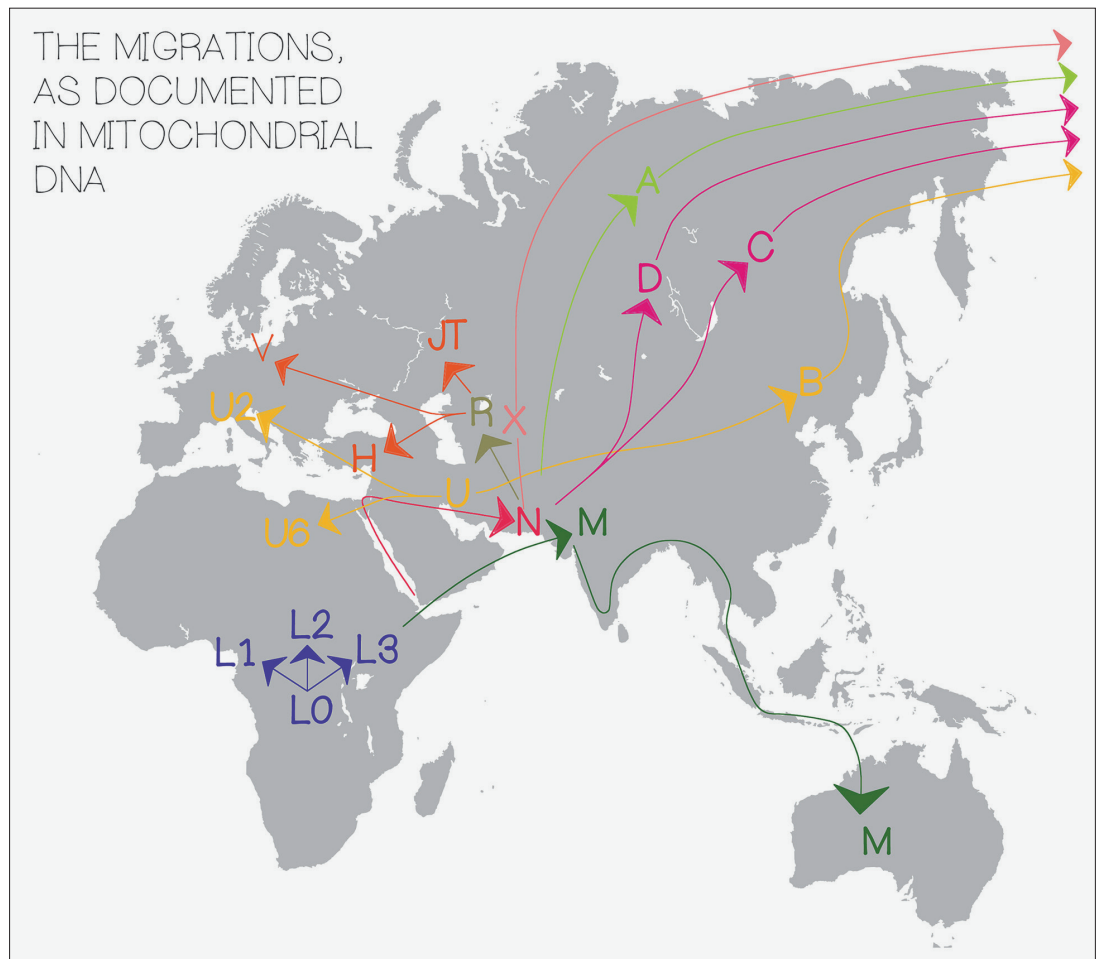 THE MIGRATIONS,
AS DOCUMENTED
IN MITOCHONDRIAL
DNA
A
C
D
V
JT
B
U2
R
X
H
U
U6
N
M
L2
L1
L3
L0
M